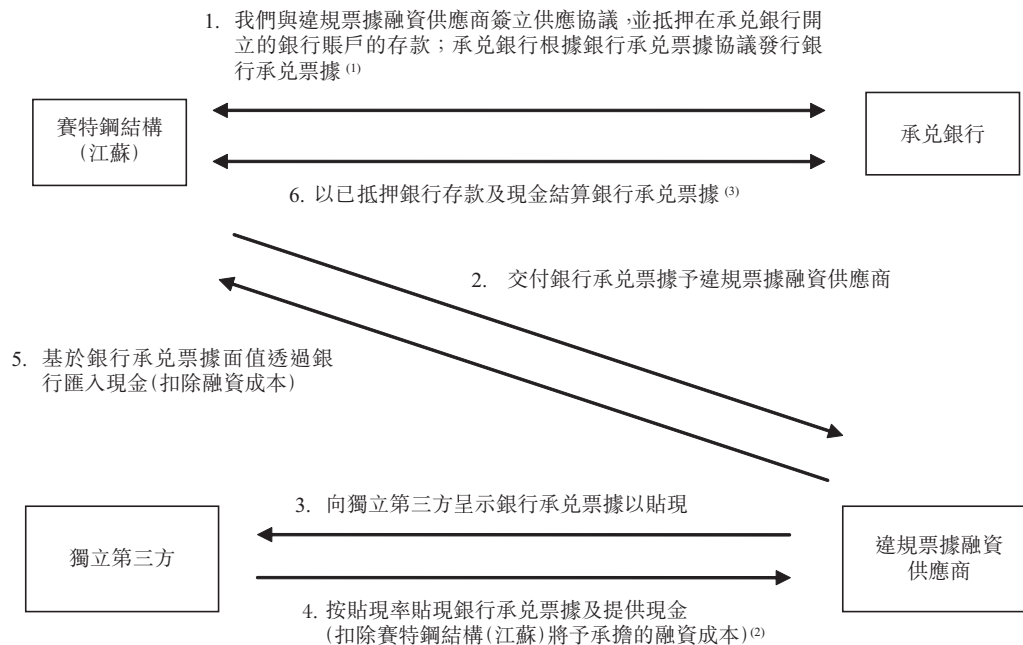 1. 我們與違規票據融資供應商簽立供應協議，並抵押在承兌銀行開
立的銀行賬戶的存款；承兌銀行根據銀行承兌票據協議發行銀
行承兌票據(1)
賽特鋼結構
(江蘇)
承兌銀行
6. 以已抵押銀行存款及現金結算銀行承兌票據(3)
2. 交付銀行承兌票據予違規票據融資供應商
5. 基於銀行承兌票據面值透過銀
行匯入現金(扣除融資成本)
3. 向獨立第三方呈示銀行承兌票據以貼現
獨立第三方
違規票據融資
供應商
4. 按貼現率貼現銀行承兌票據及提供現金
(扣除賽特鋼結構(江蘇)將予承擔的融資成本)(2)